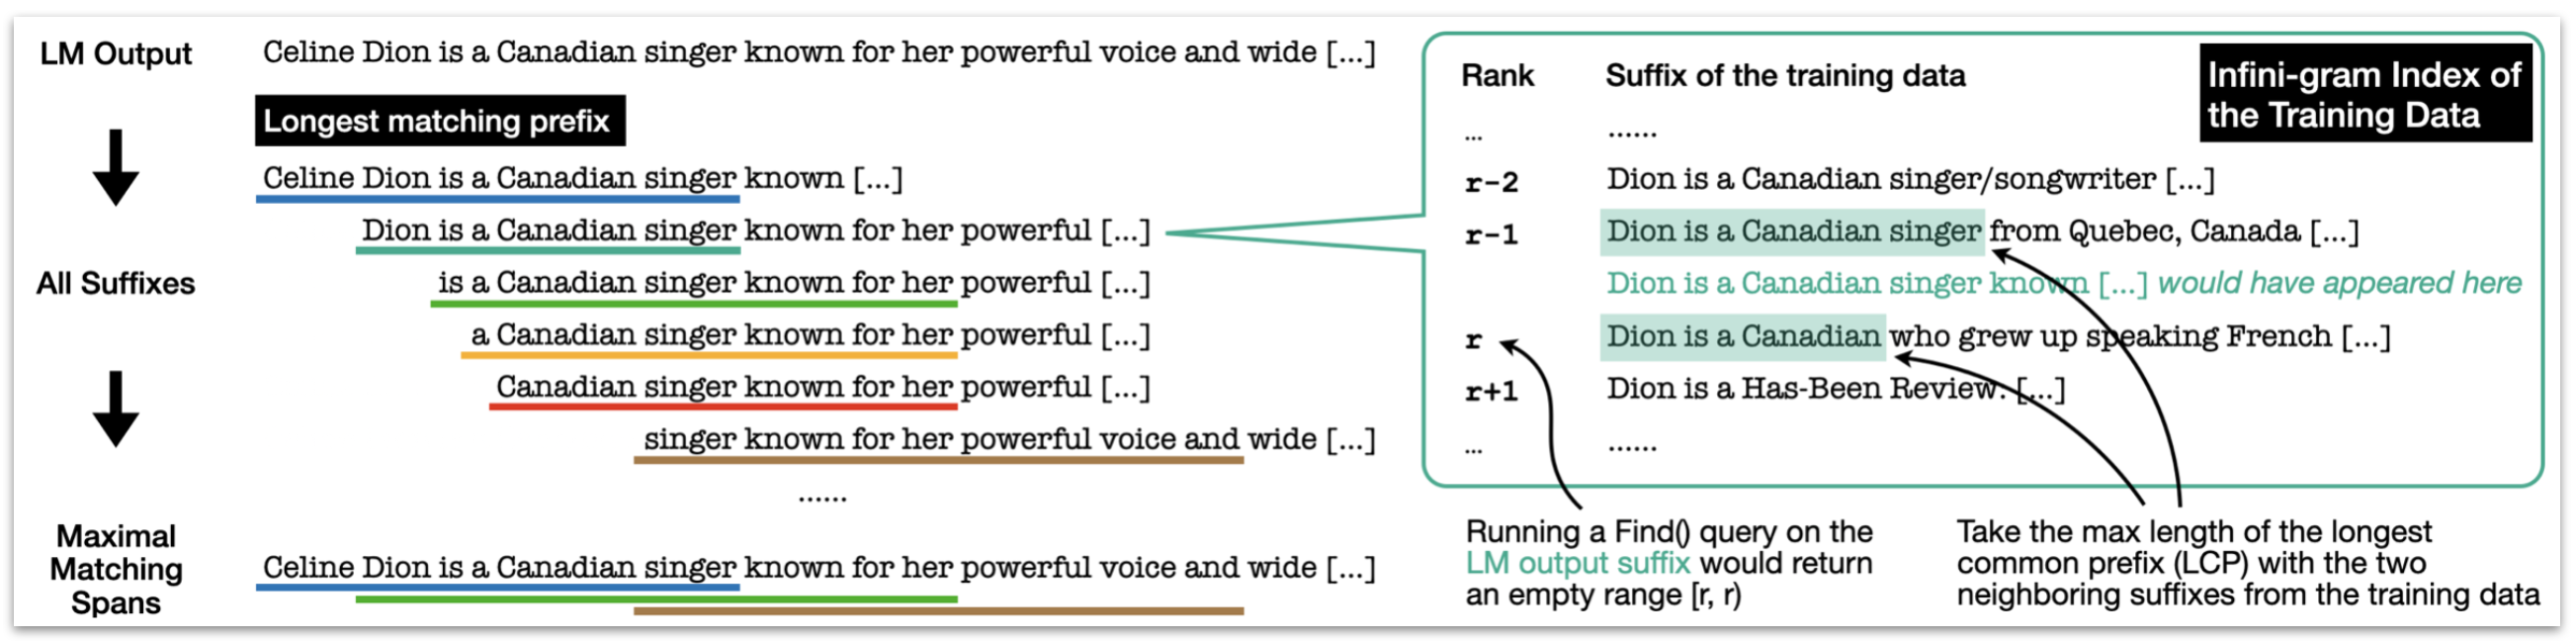 LM Output
Celine Dion is a Canadian singer known for her powerful voice and wide [...]
Longest matching prefix
Celine Dion is a Canadian singer known [...]
Dion is a Canadian singer known for her powerful [...]
All Suffixes
is a Canadian singer known for her powerful [...]
a Canadian singer known for her powerful [...]
Canadian singer known for her powerful [...]
singer known for her powerful voice and wide [...]
......
Maximal
Matching
Spans
Celine Dion is a Canadian singer known for her powerful voice and wide [...]
Infini-gram Index of
the Training Data
Rank Suffix of the training data
... ......
r-2 Dion is a Canadian singer/songwriter [...]
r-1 Dion is a Canadian singer from Quebec, Canada [...]
Dion is a Canadian singer known [...] would have appeared here
r Dion is a Canadian who grew up speaking French [...]
r+1 Dion is a Has-Been Review. [...]
... ......
Running a Find() query on the
LM output suffix would return
an empty range [r, r)
Take the max length of the longest
common prefix (LCP) with the two
neighboring suffixes from the training data